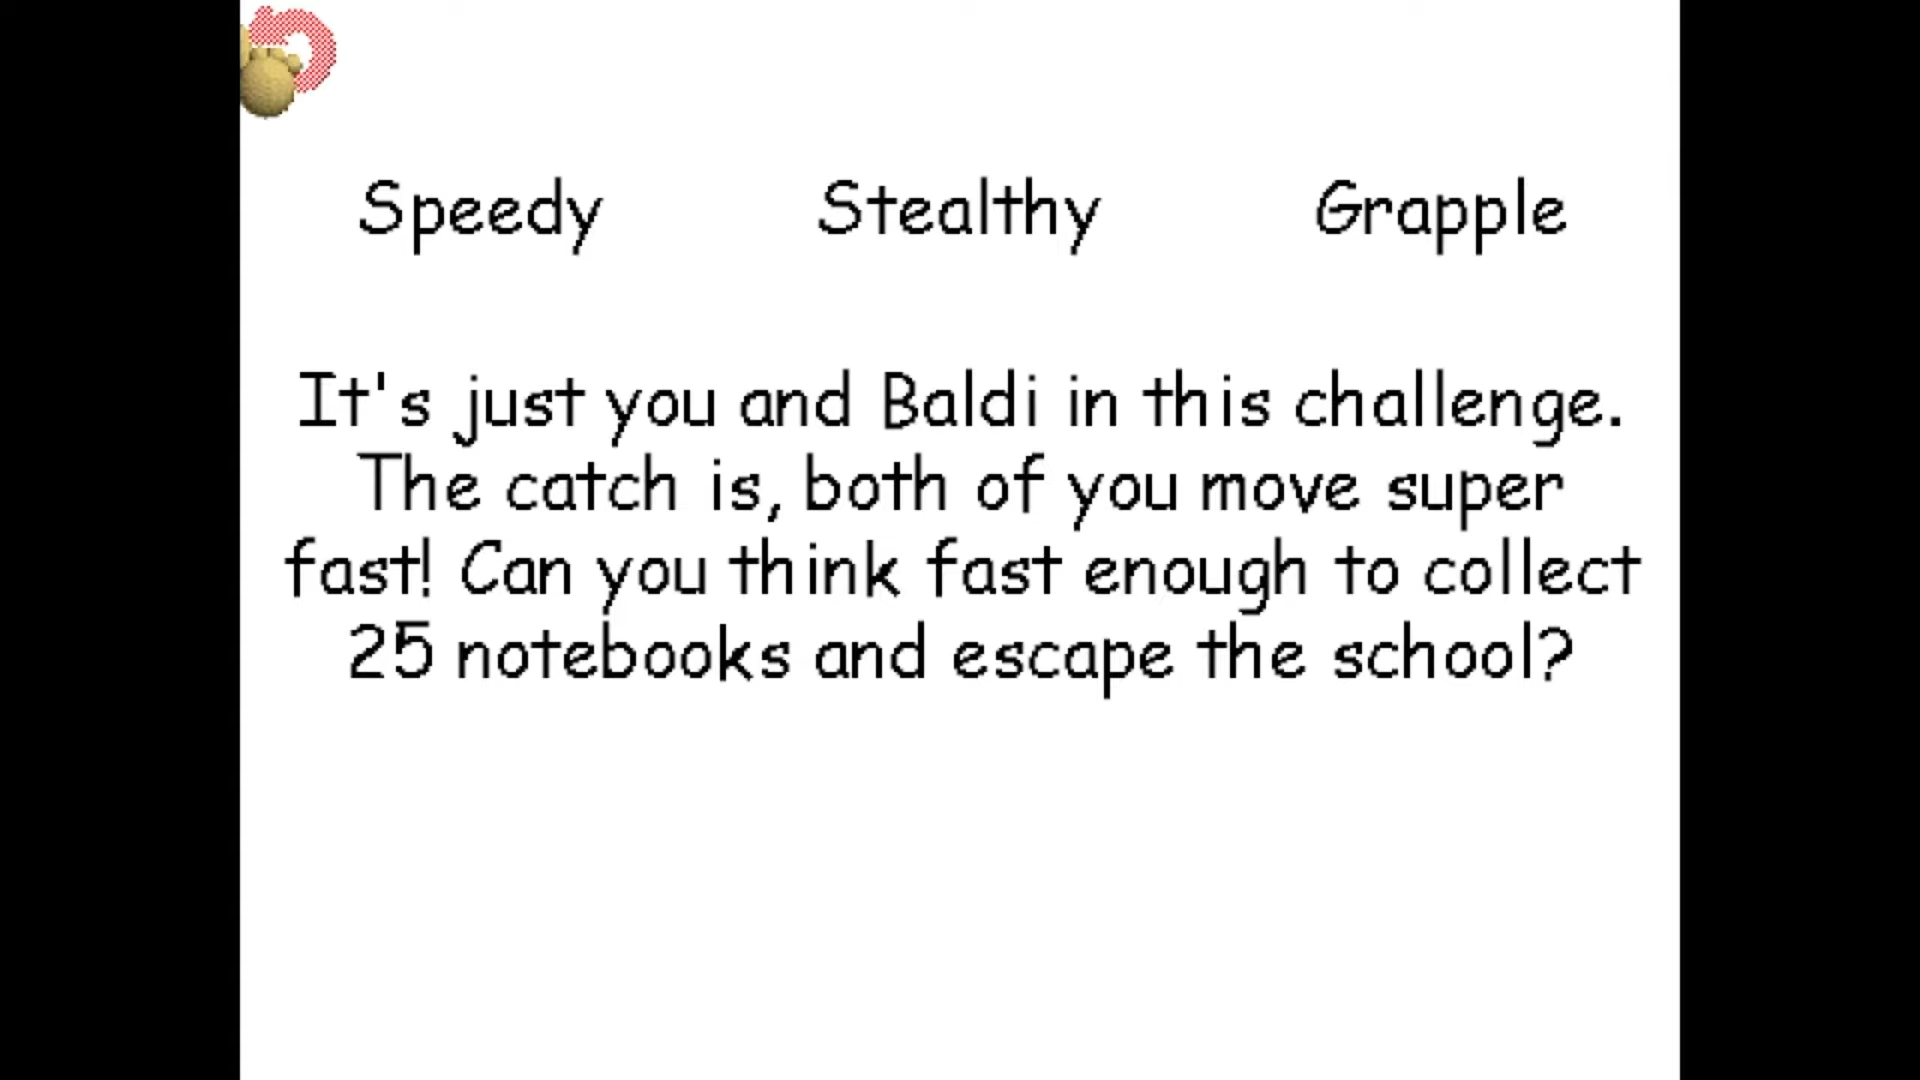 Speedy Stealthy Grapple
It's just you and Baldi in this challenge.
The catch is, both of you move super
fast! Can you think fast enough to collect
25 notebooks and escape the school?